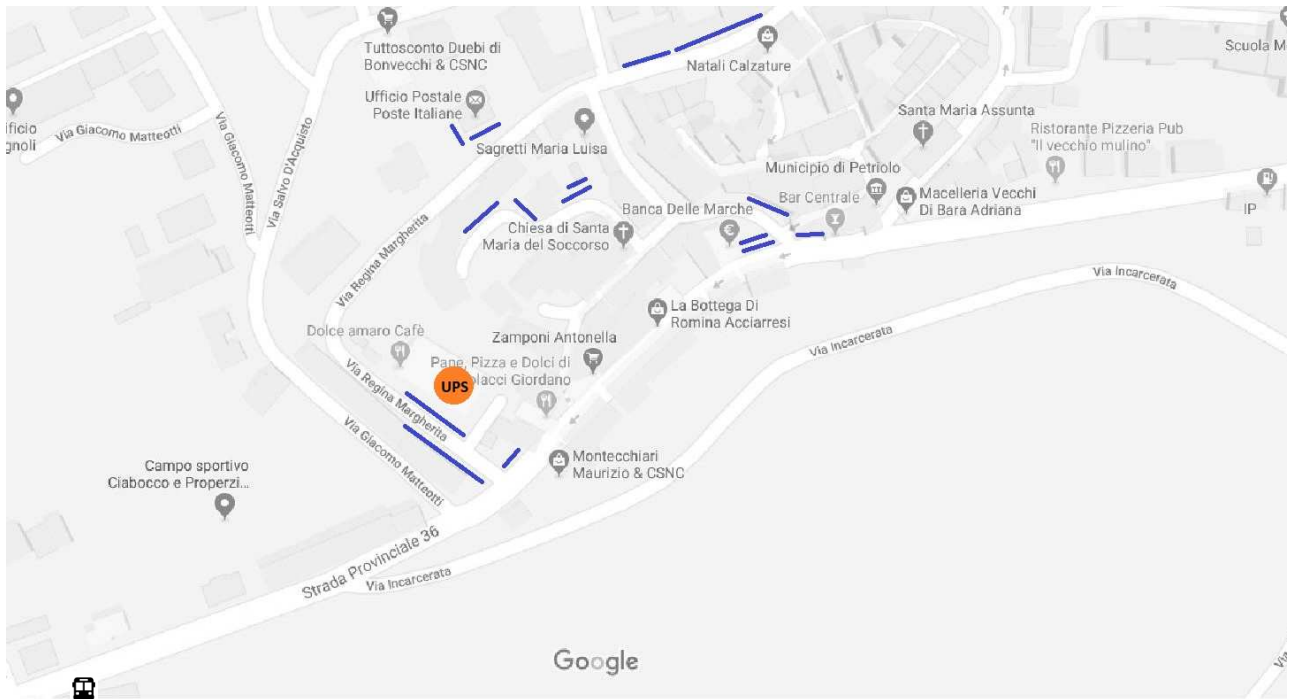 Tuttosconto Duebi di
Bonvecchi & CSNC
Natali Calzature
Scuola M
Ufficio Postale
Poste Italiane
ificio
gnoli
Via Giacomo Matteotti
Via Giacomo Matteotti
Via Salvo D'Acquisto
Sagretti Maria Luisa
Santa Maria Assunta
Ristorante Pizzeria Pub
"Il vecchio mulino"
Municipio di Petriolo
Bar Centrale
Macelleria Vecchi
Di Bara Adriana
IP
Banca Delle Marche
€
Chiesa di Santa
Maria del Soccorso
Via Regina Margherita
Via Incarcerata
La Bottega Di
Romina Acciarresi
Via Incarcerata
Dolce amaro Cafè
Zamponi Antonella
Pane, Pizza e Dolci di
olacci Giordano
UPS
Via Regina Margherita
Via Giacomo Matteotti
Montecchiari
Maurizio & CSNC
Campo sportivo
Ciabocco e Properzi...
Strada Provinciale 36
Via Incarcerata
Google
Via